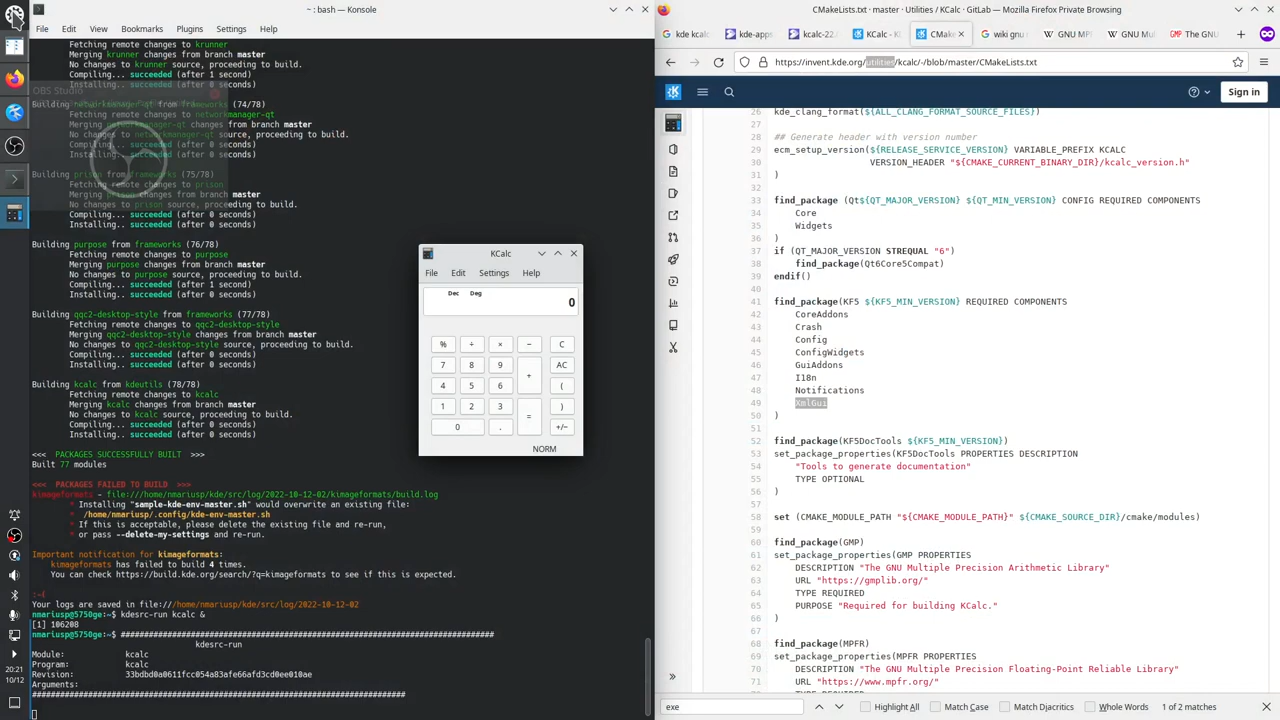 ~ : bash — Konsole
File Edit View Bookmarks Plugins Settings Help
Fetching remote changes to krunner
Merging krunner changes from branch master
No changes to krunner source, proceeding to build.
Compiling... succeeded (after 1 second)
Installing.... succeeded (after 0 seconds)
OBS Studio
Building networkmanager-qt from frameworks (74/78)
Fetching remote changes to networkmanager-qt
Merging networkmanager-qt changes from branch master
No changes to networkmanager-qt source, proceeding to build.
Compiling... succeeded (after 0 seconds)
Installing.... succeeded (after 0 seconds)
Building prison from frameworks (75/78)
Fetching remote changes to prison
Merging prison changes from branch master
No changes to prison source, proceeding to build.
Compiling... succeeded (after 0 seconds)
Installing.... succeeded (after 0 seconds)
Building purpose from frameworks (76/78)
Fetching remote changes to purpose
Merging purpose changes from branch master
No changes to purpose source, proceeding to build.
Compiling... succeeded (after 1 second)
Installing.... succeeded (after 0 seconds)
Building qqc2-desktop-style from frameworks (77/78)
Fetching remote changes to qqc2-desktop-style
Merging qqc2-desktop-style changes from branch master
No changes to qqc2-desktop-style source, proceeding to build.
Compiling... succeeded (after 0 seconds)
Installing.... succeeded (after 0 seconds)
Building kcalc from kdeutils (78/78)
Fetching remote changes to kcalc
Merging kcalc changes from branch master
No changes to kcalc source, proceeding to build.
Compiling... succeeded (after 0 seconds)
Installing.... succeeded (after 0 seconds)
<<<  PACKAGES SUCCESSFULLY BUILT  >>>
Built 77 modules
<<<  PACKAGES FAILED TO BUILD  >>>
kimageformats - file:///home/nmariusp/kde/src/log/2022-10-12-02/kimageformats/build.log
* Installing "sample-kde-env-master.sh" would overwrite an existing file:
*  /home/nmariusp/.config/kde-env-master.sh
* If this is acceptable, please delete the existing file and re-run,
* or pass --delete-my-settings and re-run.
Important notification for kimageformats:
kimageformats has failed to build 4 times.
You can check https://build.kde.org/search/?q=kimageformats to see if this is expected.
:-(
Your logs are saved in file:///home/nmariusp/kde/src/log/2022-10-12-02
nmariusp@5750ge:~$ kdesrc-run kcalc &
[1] 106208
nmariusp@5750ge:~$ ################################################################################
kdesrc-run
Module: kcalc
Program: kcalc
Revision: 33bdbd0a0611fcc054a83afe66afd3cd0ee010ae
Arguments:
################################################################################
20:21
10/12
KCalc
File Edit Settings Help
Dec Deg
0
% ÷ × − C
7 8 9 + AC
4 5 6 (
1 2 3 = )
0 . +/−
NORM
CMakeLists.txt · master · Utilities / KCalc · GitLab — Mozilla Firefox Private Browsing
kde kcalc kde-apps kcalc-22. KCalc - K CMake wiki gnu GNU MP GNU Mul GMP The GNU
https://invent.kde.org/utilities/kcalc/-/blob/master/CMakeLists.txt
Sign in
26 kde_clang_format(${ALL_CLANG_FORMAT_SOURCE_FILES})
27
28 ## Generate header with version number
29 ecm_setup_version(${RELEASE_SERVICE_VERSION} VARIABLE_PREFIX KCALC
30 VERSION_HEADER "${CMAKE_CURRENT_BINARY_DIR}/kcalc_version.h"
31 )
32
33 find_package (Qt${QT_MAJOR_VERSION} ${QT_MIN_VERSION} CONFIG REQUIRED COMPONENTS
34 Core
35 Widgets
36 )
37 if (QT_MAJOR_VERSION STREQUAL "6")
38 find_package(Qt6Core5Compat)
39 endif()
40
41 find_package(KF5 ${KF5_MIN_VERSION} REQUIRED COMPONENTS
42 CoreAddons
43 Crash
44 Config
45 ConfigWidgets
46 GuiAddons
47 I18n
48 Notifications
49 XmlGui
50 )
51
52 find_package(KF5DocTools ${KF5_MIN_VERSION})
53 set_package_properties(KF5DocTools PROPERTIES DESCRIPTION
54 "Tools to generate documentation"
55 TYPE OPTIONAL
56 )
57
58 set (CMAKE_MODULE_PATH "${CMAKE_MODULE_PATH}" ${CMAKE_SOURCE_DIR}/cmake/modules)
59
60 find_package(GMP)
61 set_package_properties(GMP PROPERTIES
62 DESCRIPTION "The GNU Multiple Precision Arithmetic Library"
63 URL "https://gmplib.org/"
64 TYPE REQUIRED
65 PURPOSE "Required for building KCalc."
66 )
67
68 find_package(MPFR)
69 set_package_properties(MPFR PROPERTIES
70 DESCRIPTION "The GNU Multiple Precision Floating-Point Reliable Library"
71 URL "https://www.mpfr.org/"
72 TYPE REQUIRED
exe Highlight All Match Case Match Diacritics Whole Words 1 of 2 matches